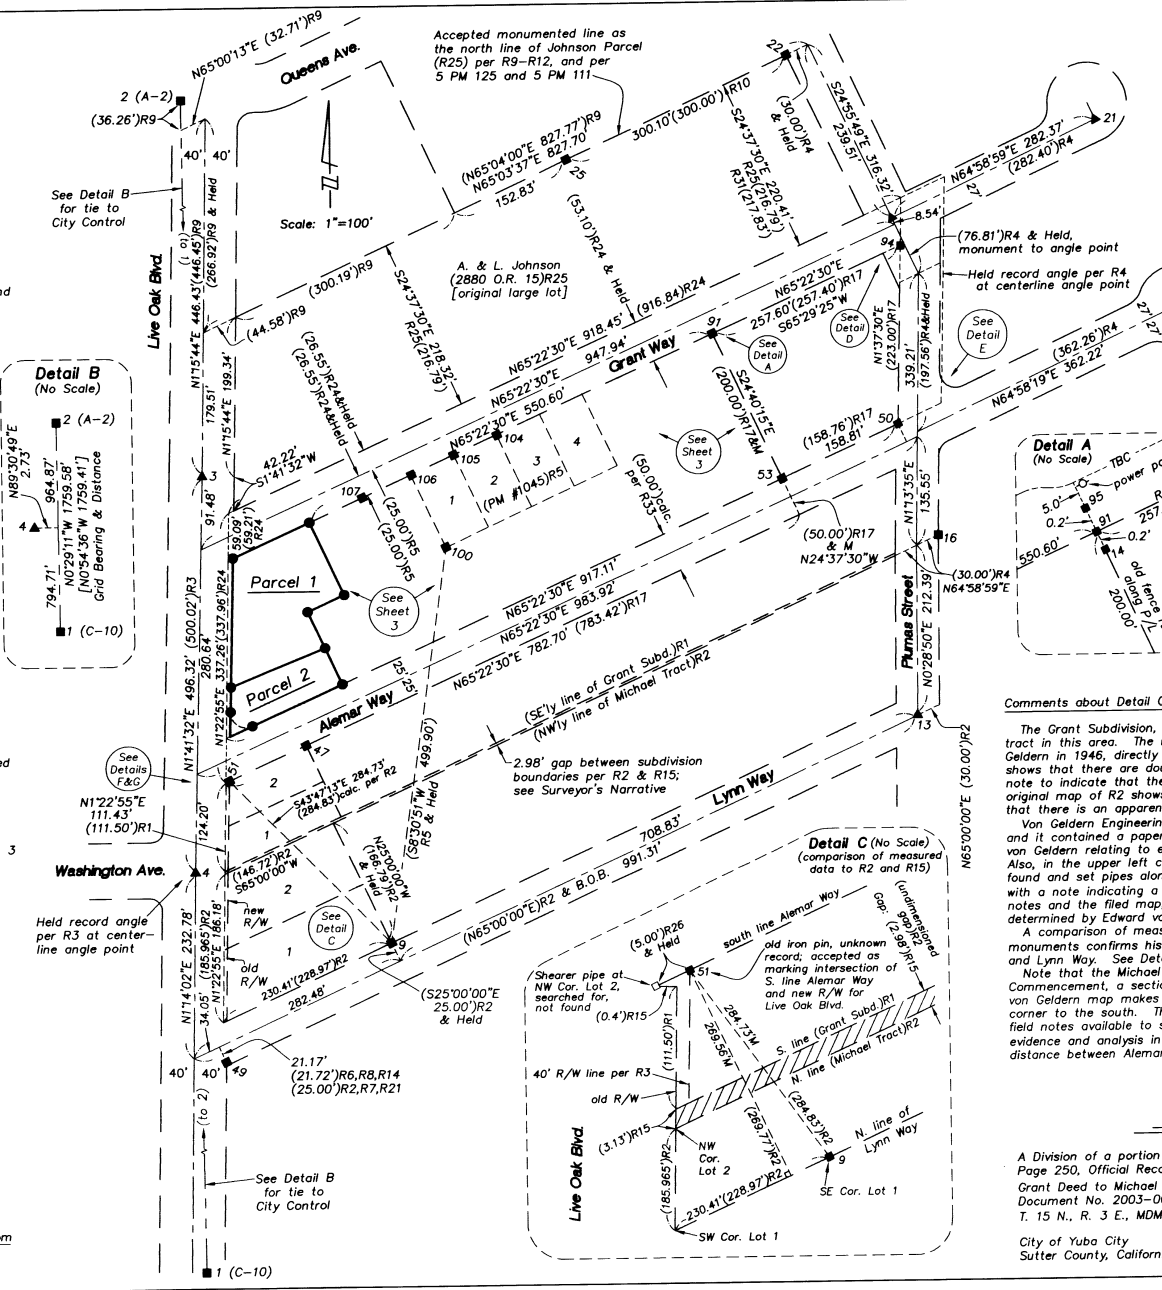 N65°00'13"E (32.71')R9
Queens Ave.
2 (A-2)
(36.26')R9
40'
40'
See Detail B
for tie to
City Control
(to 1)
Live Oak Blvd.
N1°15'44"E 446.43'(446.45')R9
(266.92')R9 & Held
Scale: 1"=100'
Accepted monumented line as
the north line of Johnson Parcel
(R25) per R9-R12, and per
5 PM 125 and 5 PM 111
(N65°04'00"E 827.77')R9
N65°03'37"E 827.70'
152.83'
25
300.10'(300.00')R10
22
(30.00')R4
& Held
S24°55'49"E 316.32'
239.51'
N64°58'59"E 282.37'
(282.40')R4
27'
21
S24°37'30"E 220.41'
R25(216.79')
R31(217.83')
8.54'
94
(76.81')R4 & Held,
monument to angle point
Held record angle per R4
at centerline angle point
(300.19')R9
(44.58')R9
A. & L. Johnson
(2880 O.R. 15)R25
[original large lot]
(53.10')R24 & Held
S24°37'30"E 218.32'
R25(216.79')
(26.55')R24&Held
(26.55')R24&Held
N65°22'30"E 918.45' (916.84')R24
N65°22'30"E 947.94'
Grant Way
N65°22'30"E
257.60'(257.40')R17
S65°29'25"W
91
See
Detail
A
See
Detail
D
See
Detail
E
N1°37'30"E
(223.00')R17
339.21'
(197.56')R4&Held
(362.26')R4
N64°58'19"E 362.22'
27'
27'
Detail B
(No Scale)
2 (A-2)
N89°30'49"E
2.73'
4
964.87'
794.71'
N0°29'11"W 1759.58'
[N0°54'36"W 1759.41']
Grid Bearing & Distance
1 (C-10)
179.51'
N1°15'44"E 199.34'
3
91.48'
42.22'
S1°41'32"W
59.09'
(59.21')
R24
N65°22'30"E 550.60'
104
105
106
107
1
2
3
4
(PM #1045)R5
(25.00')R5
(25.00')R5
100
(50.00')calc.
per R33
See
Sheet
3
S24°40'15"E
(200.00')R17&M
(158.76')R17
158.81'
50
53
(50.00')R17
& M
N24°37'30"W
N1°13'35"E
135.55'
16
(30.00')R4
N64°58'59"E
Detail A
(No Scale)
TBC
power po
5.0'
95
0.2'
91
0.2'
550.60'
257.
14
old fence
along P/L
200.00'
Parcel 1
Parcel 2
See
Sheet
3
N1°41'32"E 496.32' (500.02')R3
280.64'
N1°22'55"E 337.26'(337.96')R24
N65°22'30"E 917.11'
N65°22'30"E 983.92'
N65°22'30"E 782.70' (783.42')R17
Alemar Way
25'
25'
Plumas Street
N0°28'50"E 212.39'
(SE'ly line of Grant Subd.)R1
(NW'ly line of Michael Tract)R2
2.98' gap between subdivision
boundaries per R2 & R15;
see Surveyor's Narrative
499.90'
(S8°30'51"W)
R5 & Held
47
See
Details
F&G
51
N1°22'55"E
111.43'
(111.50')R1
124.20'
2
1
S43°47'13"E 284.73'
(284.83')calc. per R2
Washington Ave.
4
(146.72')R2
S65°00'00"W
2
1
new
R/W
old
R/W
Held record angle
per R3 at center-
line angle point
N25°00'00"W
(166.79')R2
& Held
See
Detail
C
9
N1°14'02"E 232.78'
(185.965')R2
N1°22'55"E 186.18'
34.05'
230.41'(228.97')R2
282.48'
(S25°00'00"E
25.00')R2
& Held
(N65°00'00"E)R2 & B.O.B. 991.31'
708.83'
Lynn Way
13
N65°00'00"E (30.00')R2
40'
40'
49
21.17'
(21.72')R6,R8,R14
(25.00')R2,R7,R21
(to 2)
See Detail B
for tie to
City Control
1 (C-10)
Detail C (No Scale)
(comparison of measured
data to R2 and R15)
(5.00')R26
& Held
south line Alemar Way
Shearer pipe at
NW Cor. Lot 2,
searched for,
not found
51
old iron pin, unknown
record; accepted as
marking intersection of
S. line Alemar Way
and new R/W for
Live Oak Blvd.
(undimensioned
gap)R2
Gap: (2.98')R15
(0.4')R15
(111.50')R1
269.56'M
284.73'M
S. line (Grant Subd.)R1
N. line (Michael Tract)R2
40' R/W line per R3
old R/W
(3.13')R15
Live Oak Blvd.
NW
Cor.
Lot 2
(185.965')R2
(269.77')R2
(284.83')R2
N. line of
Lynn Way
9
230.41'(228.97')R2
SE Cor. Lot 1
SW Cor. Lot 1
Comments about Detail C
The Grant Subdivision,
tract in this area. The
Geldern in 1946, directly
shows that there are dou
note to indicate that the
original map of R2 shows
that there is an apparen
Von Geldern Engineerin
and it contained a paper
von Geldern relating to e
Also, in the upper left c
found and set pipes alon
with a note indicating a
notes and the filed map,
determined by Edward vo
A comparison of meas
monuments confirms his
and Lynn Way. See Det
Note that the Michael
Commencement, a sectio
von Geldern map makes
corner to the south. Th
field notes available to s
evidence and analysis in
distance between Alemar
A Division of a portion
Page 250, Official Reco
Grant Deed to Michael
Document No. 2003-00
T. 15 N., R. 3 E., MDM
City of Yuba City
Sutter County, Californ
nd
ed
3
om